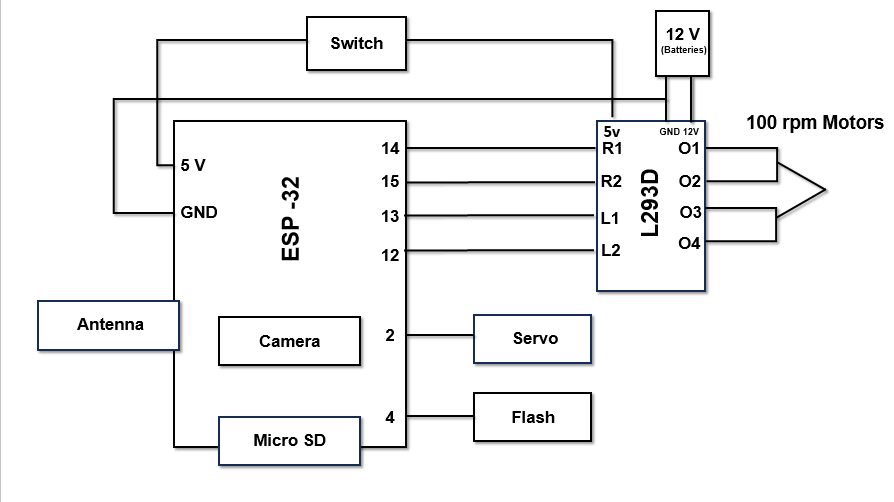 Switch
12 V
(Batteries)
100 rpm Motors
5v
GND 12V
R1
O1
R2
O2
L1
O3
L2
O4
L293D
5 V
GND
ESP -32
14
15
13
12
2
4
Antenna
Camera
Servo
Flash
Micro SD